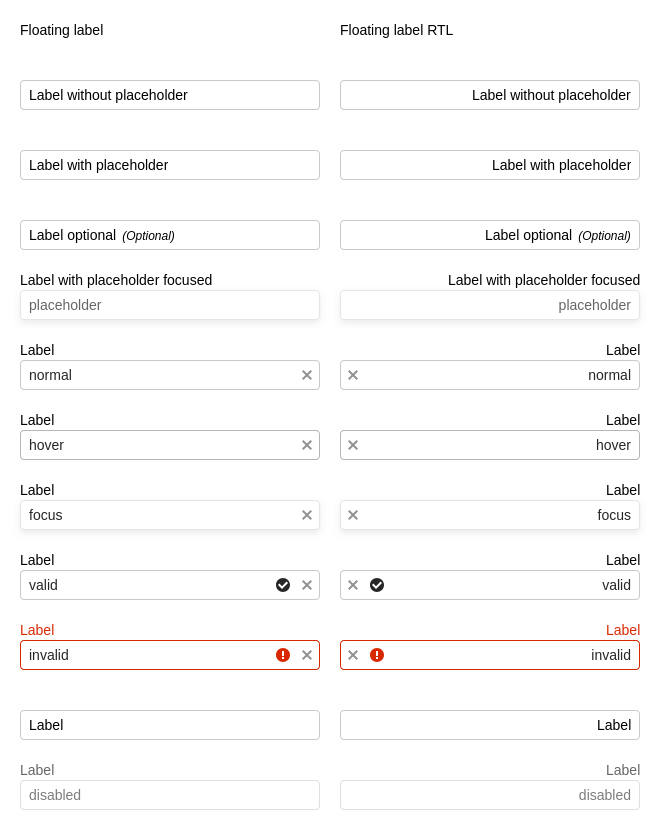 Floating label
Floating label RTL
Label without placeholder
Label without placeholder
Label with placeholder
Label with placeholder
Label optional (Optional)
Label optional (Optional)
Label with placeholder focused
Label with placeholder focused
placeholder
placeholder
Label
Label
normal
normal
Label
Label
hover
hover
Label
Label
focus
focus
Label
Label
valid
valid
Label
Label
invalid
invalid
Label
Label
Label
Label
disabled
disabled